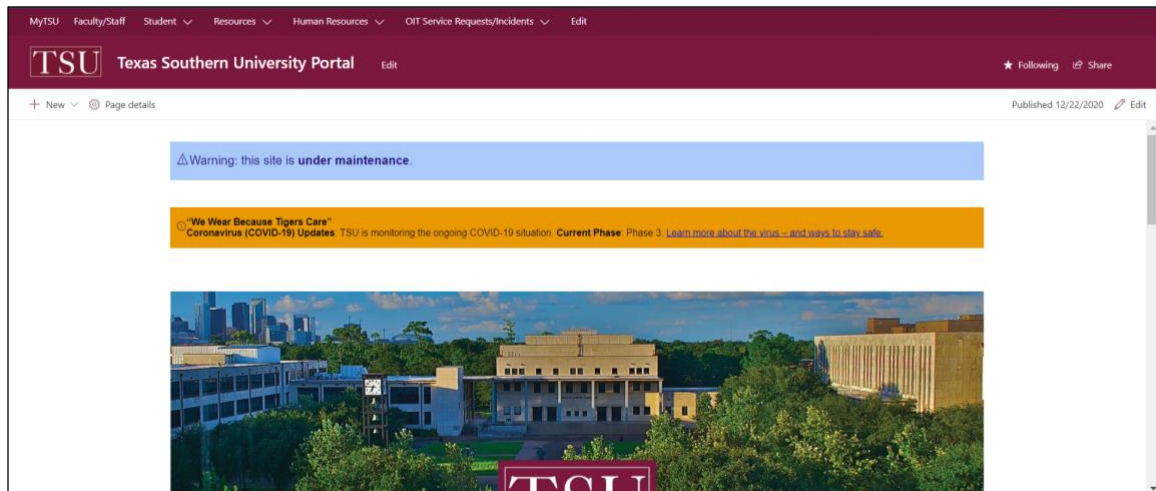 MyTSU Faculty/Staff Student Resources Human Resources OIT Service Requests/Incidents Edit
TSU Texas Southern University Portal Edit Following Share
New Page details Published 12/22/2020 Edit
Warning: this site is under maintenance.
"We Wear Because Tigers Care"
Coronavirus (COVID-19) Updates: TSU is monitoring the ongoing COVID-19 situation. Current Phase: Phase 3. Learn more about the virus – and ways to stay safe.
TSU